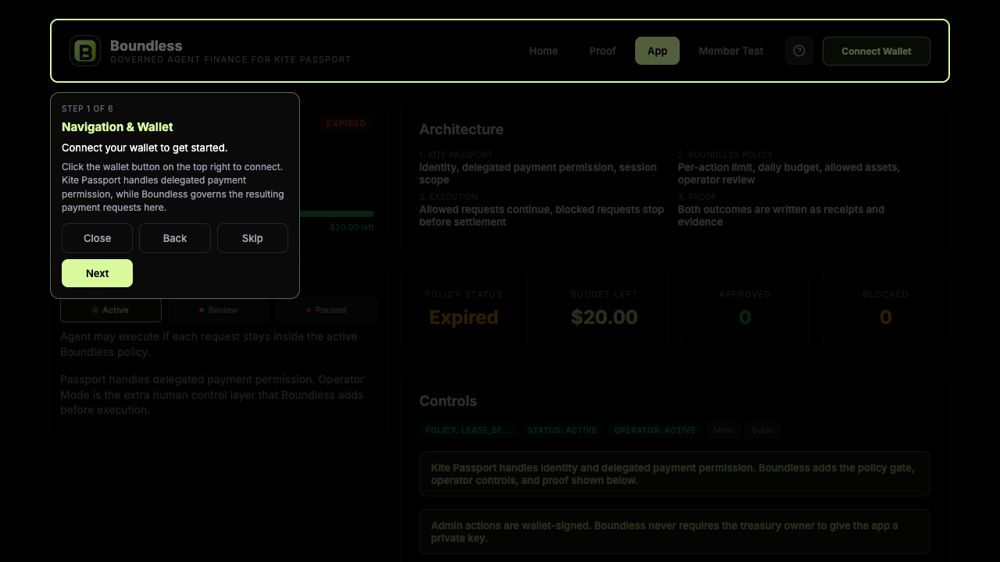 Boundless
GOVERNED AGENT FINANCE FOR KITE PASSPORT
Home
Proof
App
Member Test
Connect Wallet
STEP 1 OF 6
Navigation & Wallet
Connect your wallet to get started.
Click the wallet button on the top right to connect.
Kite Passport handles delegated payment
permission, while Boundless governs the resulting
payment requests here.
Close
Back
Skip
Next
EXPIRED
$20.00 left
Active
Review
Paused
Agent may execute if each request stays inside the active
Boundless policy.
Passport handles delegated payment permission. Operator
Mode is the extra human control layer that Boundless adds
before execution.
Architecture
1. KITE PASSPORT
Identity, delegated payment permission, session
scope
2. BOUNDLESS POLICY
Per-action limit, daily budget, allowed assets,
operator review
3. EXECUTION
Allowed requests continue, blocked requests stop
before settlement
4. PROOF
Both outcomes are written as receipts and
evidence
POLICY STATUS
Expired
BUDGET LEFT
$20.00
APPROVED
0
BLOCKED
0
Controls
POLICY: LEASE_6F...
STATUS: ACTIVE
OPERATOR: ACTIVE
More
Guide
Kite Passport handles identity and delegated payment permission. Boundless adds the policy gate,
operator controls, and proof shown below.
Admin actions are wallet-signed. Boundless never requires the treasury owner to give the app a
private key.